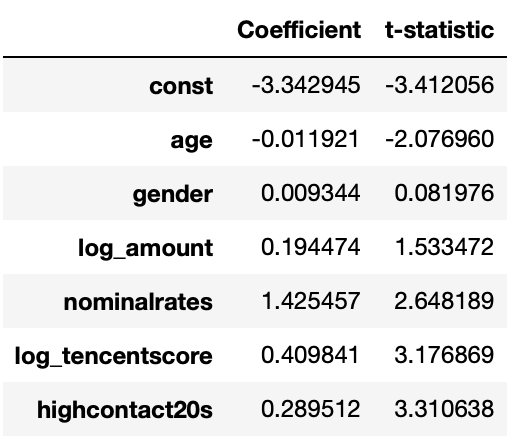 Coefficient t-statistic
const -3.342945 -3.412056
age -0.011921 -2.076960
gender 0.009344 0.081976
log_amount 0.194474 1.533472
nominalrates 1.425457 2.648189
log_tencentscore 0.409841 3.176869
highcontact20s 0.289512 3.310638